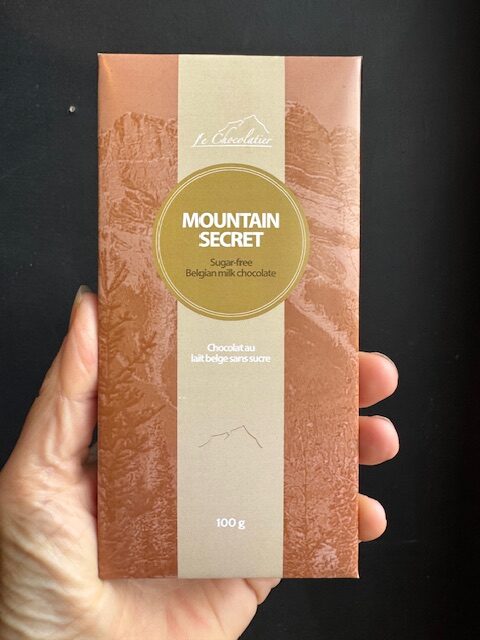 Le Chocolatier
MOUNTAIN
SECRET
Sugar-free
Belgian milk chocolate
Chocolat au
lait belge sans sucre
100 g